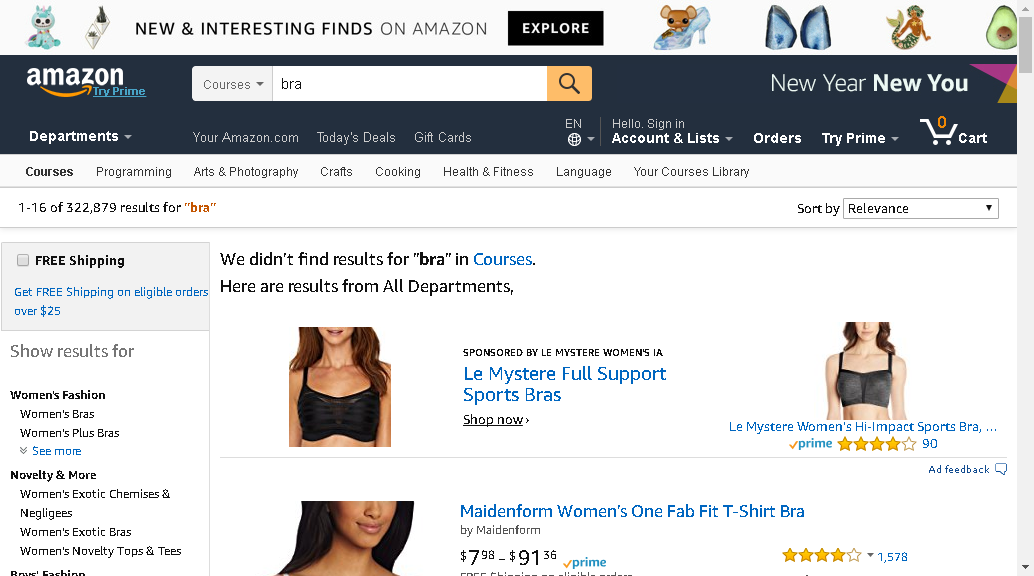 NEW & INTERESTING FINDS ON AMAZON EXPLORE
amazon
Try Prime
Courses
bra
New Year New You
Departments
Your Amazon.com Today's Deals Gift Cards
EN
Hello. Sign in
Account & Lists
Orders
Try Prime
0
Cart
Courses Programming Arts & Photography Crafts Cooking Health & Fitness Language Your Courses Library
1-16 of 322,879 results for "bra"
Sort by Relevance
FREE Shipping
Get FREE Shipping on eligible orders
over $25
Show results for
Women's Fashion
Women's Bras
Women's Plus Bras
See more
Novelty & More
Women's Exotic Chemises &
Negligees
Women's Exotic Bras
Women's Novelty Tops & Tees
Boys' Fashion
We didn't find results for "bra" in Courses.
Here are results from All Departments,
SPONSORED BY LE MYSTERE WOMEN'S IA
Le Mystere Full Support
Sports Bras
Shop now ›
Le Mystere Women's Hi-Impact Sports Bra, ...
prime 90
Ad feedback
Maidenform Women's One Fab Fit T-Shirt Bra
by Maidenform
$7 98 - $91 36 prime
1,578
FREE Shipping on eligible orders